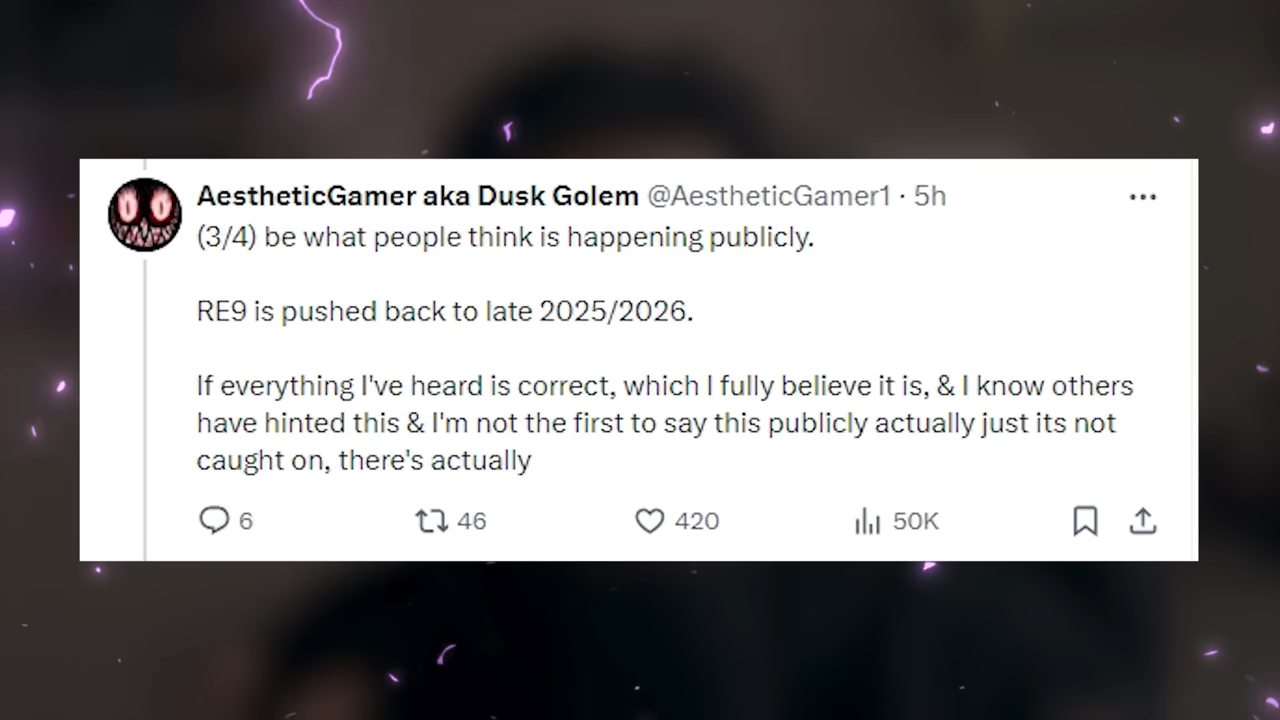 AestheticGamer aka Dusk Golem @AestheticGamer1 · 5h
(3/4) be what people think is happening publicly.
RE9 is pushed back to late 2025/2026.
If everything I've heard is correct, which I fully believe it is, & I know others
have hinted this & I'm not the first to say this publicly actually just its not
caught on, there's actually
6 46 420 50K